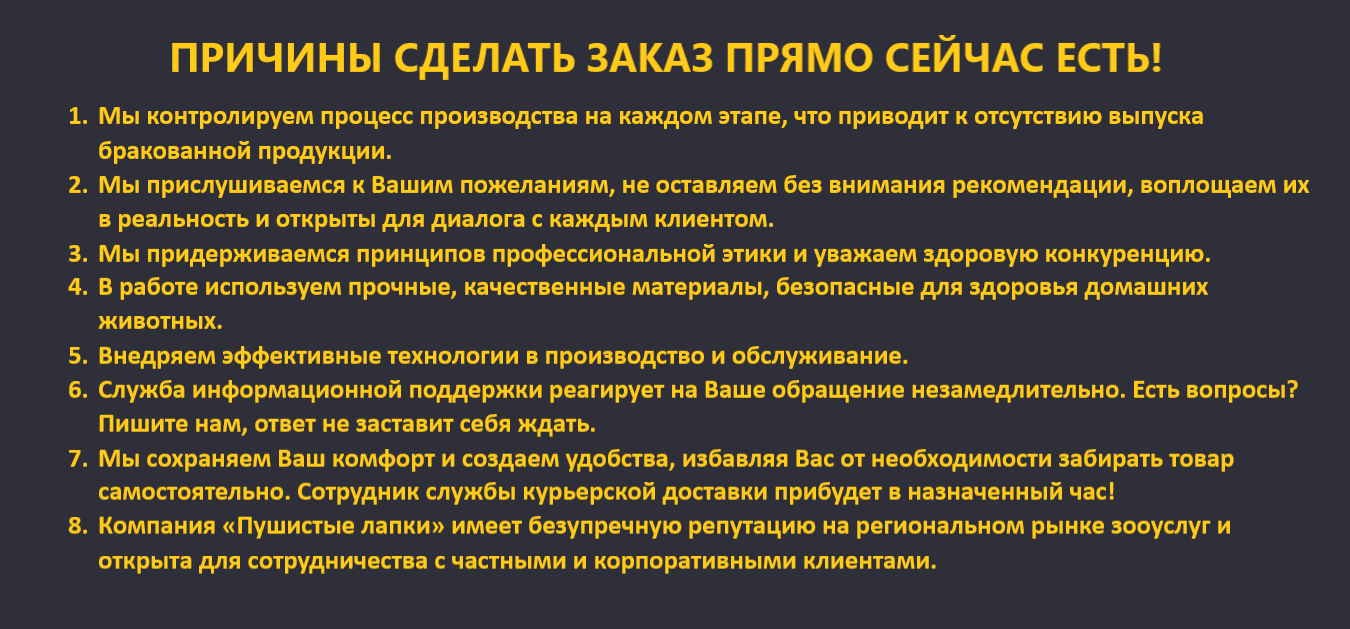 ПРИЧИНЫ СДЕЛАТЬ ЗАКАЗ ПРЯМО СЕЙЧАС ЕСТЬ!
1. Мы контролируем процесс производства на каждом этапе, что приводит к отсутствию выпуска
бракованной продукции.
2. Мы прислушиваемся к Вашим пожеланиям, не оставляем без внимания рекомендации, воплощаем их
в реальность и открыты для диалога с каждым клиентом.
3. Мы придерживаемся принципов профессиональной этики и уважаем здоровую конкуренцию.
4. В работе используем прочные, качественные материалы, безопасные для здоровья домашних
животных.
5. Внедряем эффективные технологии в производство и обслуживание.
6. Служба информационной поддержки реагирует на Ваше обращение незамедлительно. Есть вопросы?
Пишите нам, ответ не заставит себя ждать.
7. Мы сохраняем Ваш комфорт и создаем удобства, избавляя Вас от необходимости забирать товар
самостоятельно. Сотрудник службы курьерской доставки прибудет в назначенный час!
8. Компания «Пушистые лапки» имеет безупречную репутацию на региональном рынке зооуслуг и
открыта для сотрудничества с частными и корпоративными клиентами.